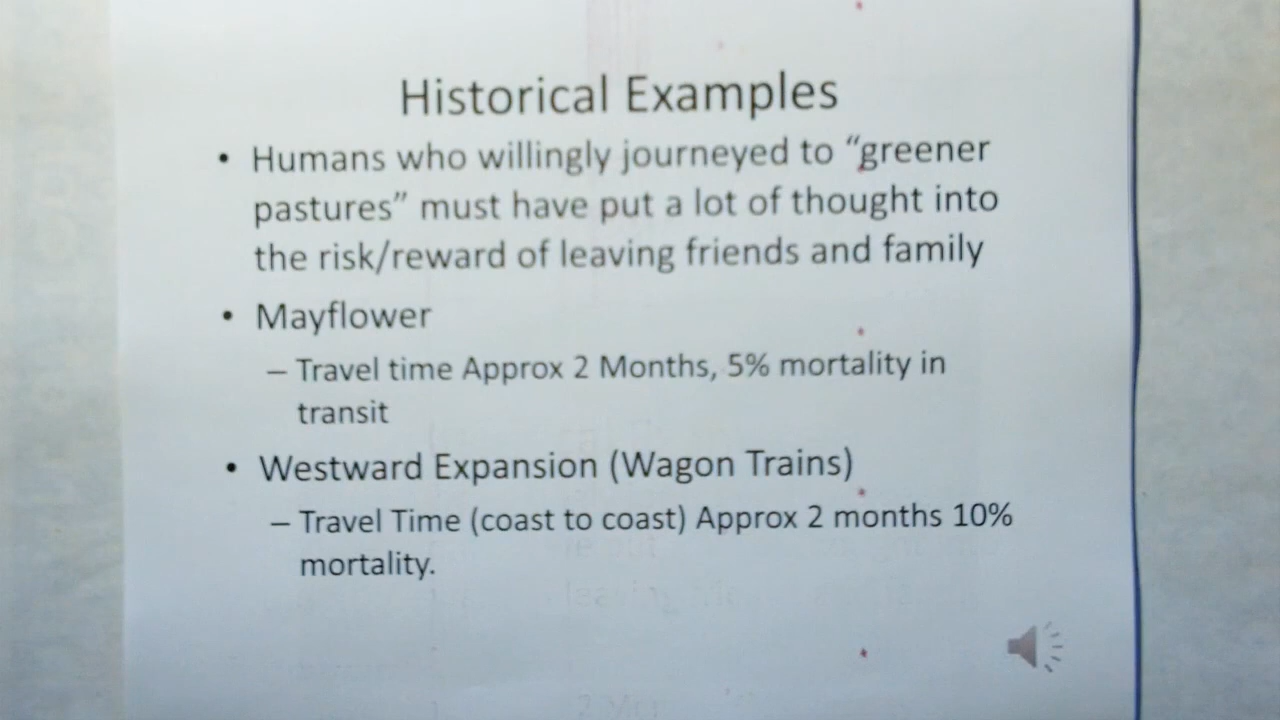 Historical Examples
• Humans who willingly journeyed to “greener
pastures” must have put a lot of thought into
the risk/reward of leaving friends and family
• Mayflower
– Travel time Approx 2 Months, 5% mortality in
transit
• Westward Expansion (Wagon Trains)
– Travel Time (coast to coast) Approx 2 months 10%
mortality.